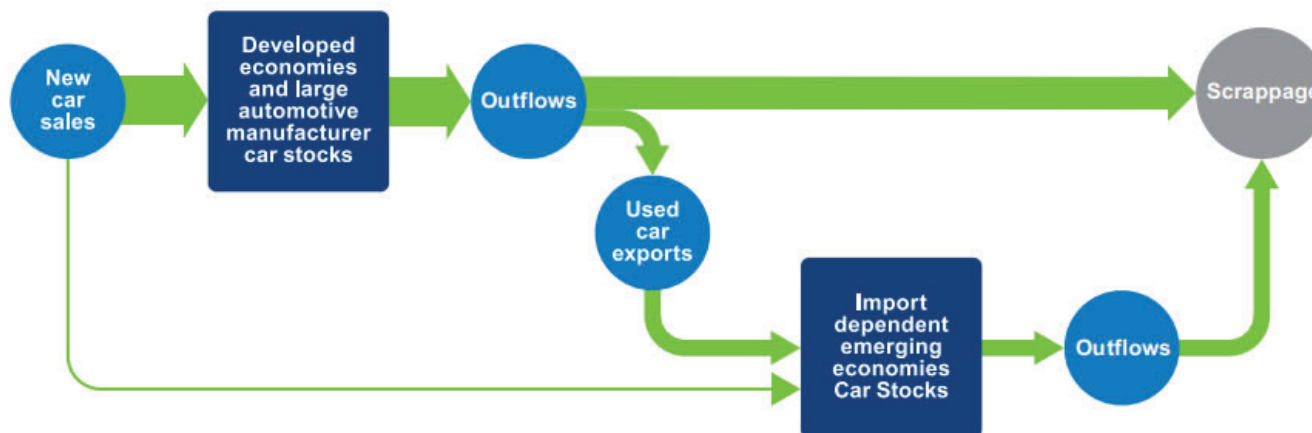 New
car
sales
Developed
economies
and large
automotive
manufacturer
car stocks
Outflows
Scrappage
Used
car
exports
Import
dependent
emerging
economies
Car Stocks
Outflows